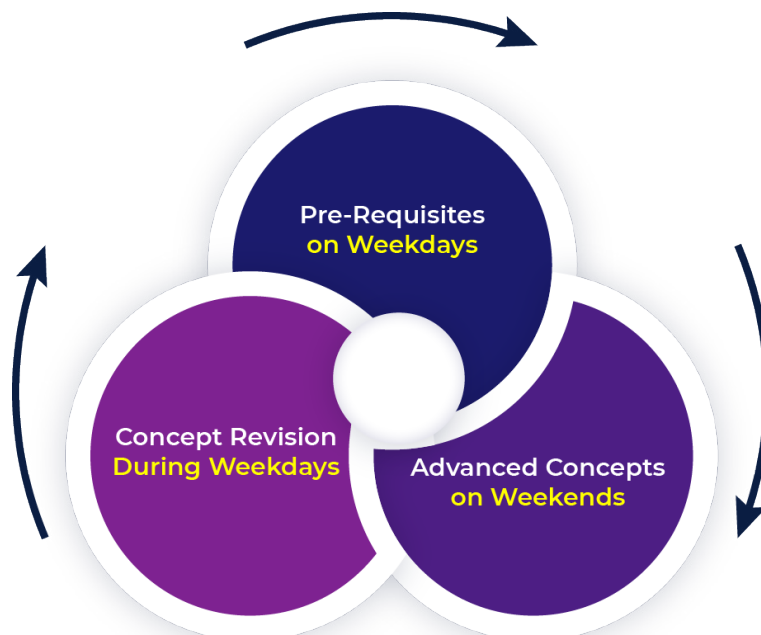 Pre-Requisites
on Weekdays
Concept Revision
During Weekdays
Advanced Concepts
on Weekends